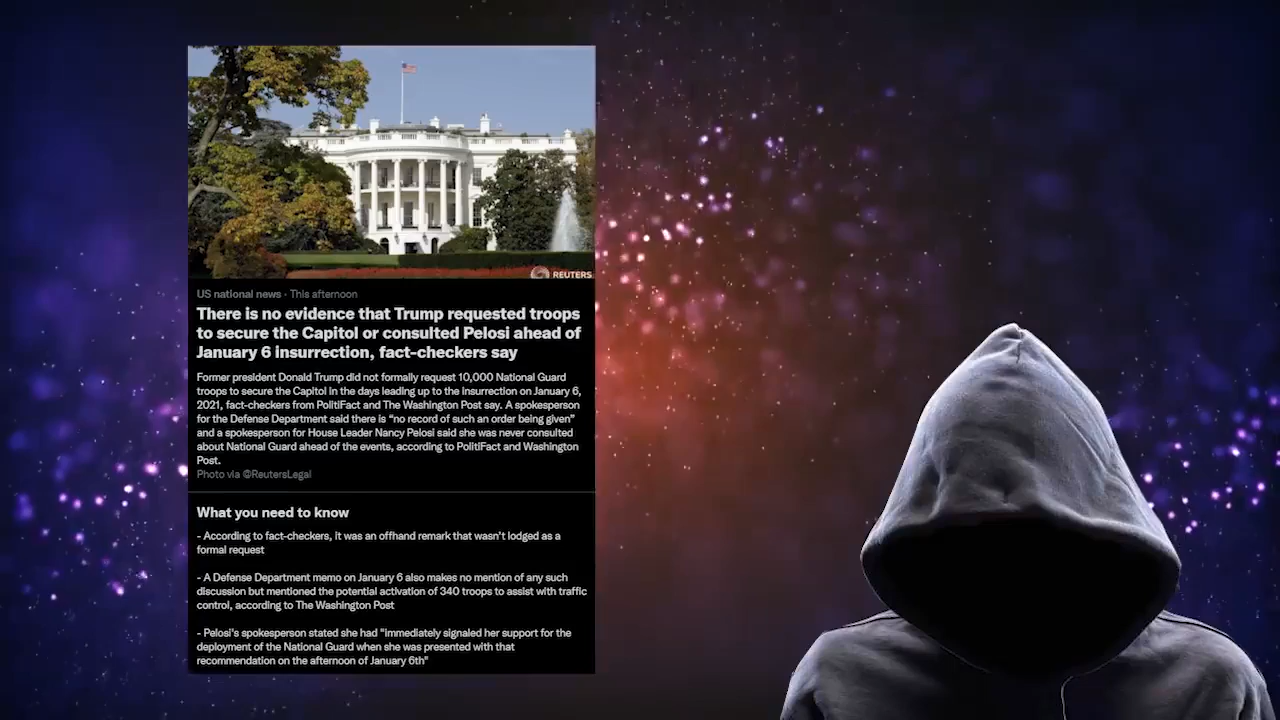 REUTERS
US national news · This afternoon
There is no evidence that Trump requested troops
to secure the Capitol or consulted Pelosi ahead of
January 6 insurrection, fact-checkers say
Former president Donald Trump did not formally request 10,000 National Guard
troops to secure the Capitol in the days leading up to the insurrection on January 6,
2021, fact-checkers from PolitiFact and The Washington Post say. A spokesperson
for the Defense Department said there is "no record of such an order being given"
and a spokesperson for House Leader Nancy Pelosi said she was never consulted
about National Guard ahead of the events, according to PolitiFact and Washington
Post.
Photo via @ReutersLegal
What you need to know
- According to fact-checkers, it was an offhand remark that wasn't lodged as a
formal request
- A Defense Department memo on January 6 also makes no mention of any such
discussion but mentioned the potential activation of 340 troops to assist with traffic
control, according to The Washington Post
- Pelosi's spokesperson stated she had "immediately signaled her support for the
deployment of the National Guard when she was presented with that
recommendation on the afternoon of January 6th"